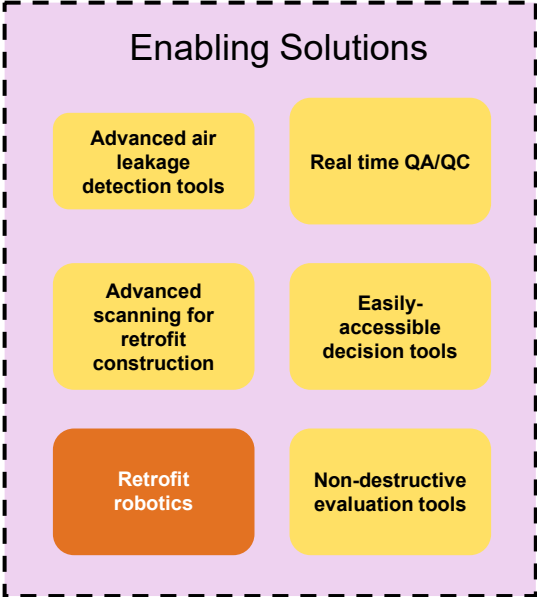 Enabling Solutions
Advanced air
leakage
detection tools
Real time QA/QC
Advanced
scanning for
retrofit
construction
Easily-
accessible
decision tools
Retrofit
robotics
Non-destructive
evaluation tools